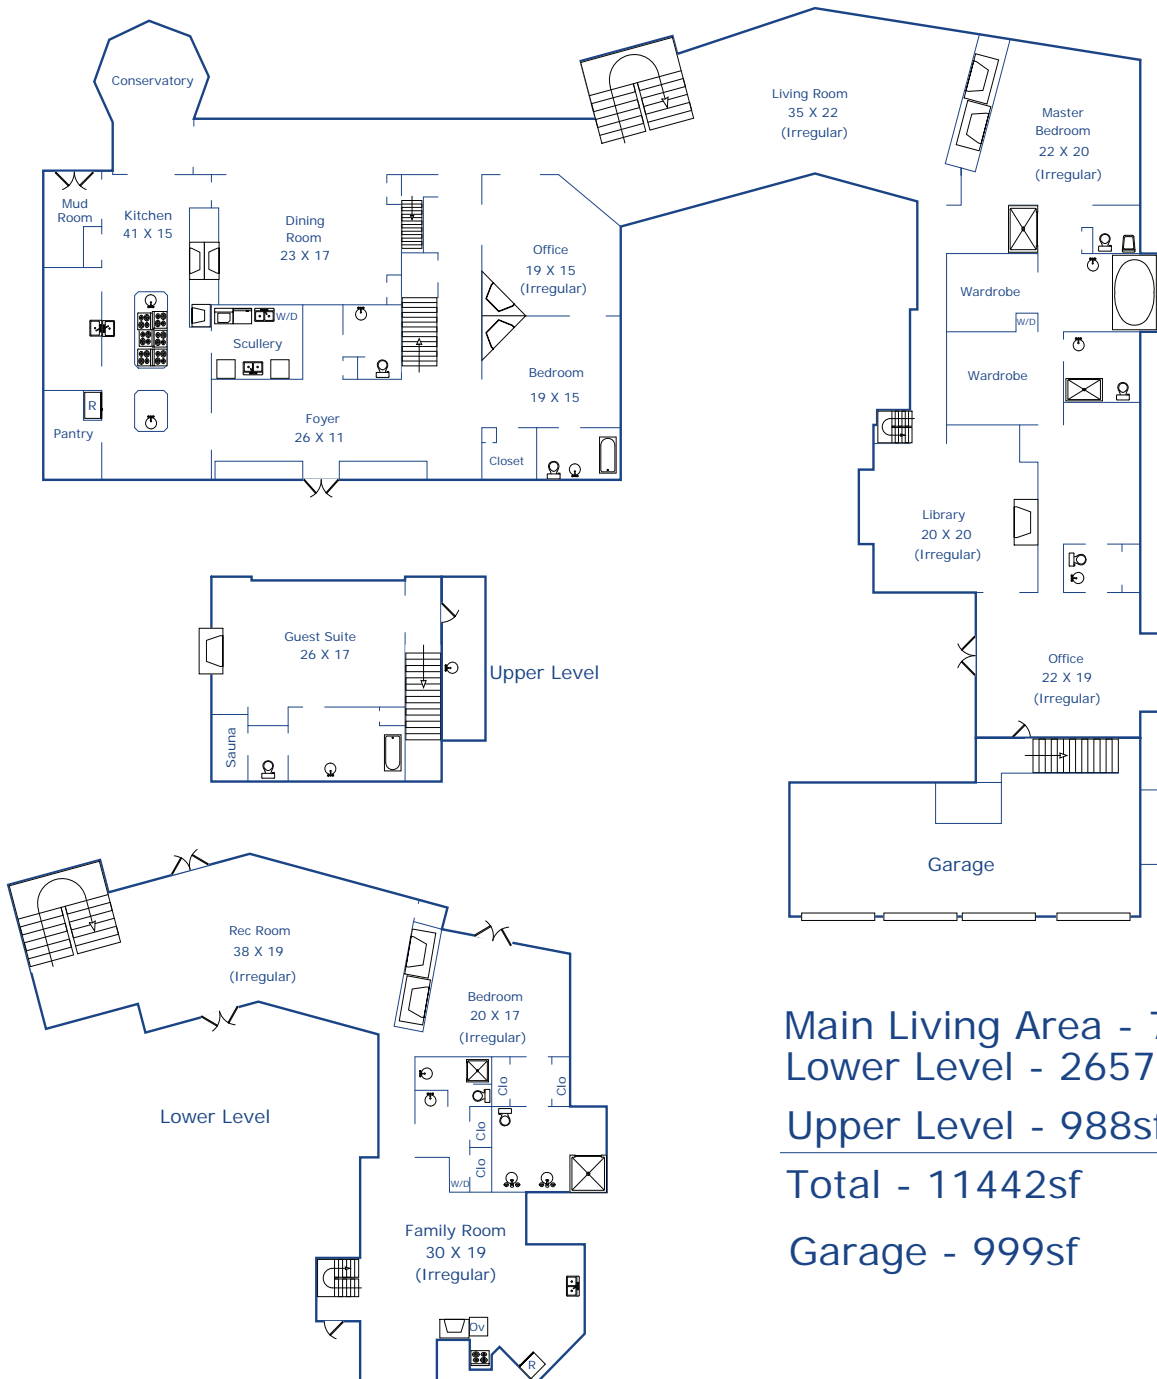 Conservatory
Living Room
35 X 22
(Irregular)
Master
Bedroom
22 X 20
(Irregular)
Mud
Room
Kitchen
41 X 15
Dining
Room
23 X 17
Office
19 X 15
(Irregular)
Wardrobe
W/D
W/D
Scullery
Wardrobe
Bedroom
19 X 15
R
Pantry
Foyer
26 X 11
Closet
Library
20 X 20
(Irregular)
Guest Suite
26 X 17
Upper Level
Office
22 X 19
(Irregular)
Sauna
Garage
Rec Room
38 X 19
(Irregular)
Bedroom
20 X 17
(Irregular)
Clo
Clo
Clo
Clo
W/D
Lower Level
Family Room
30 X 19
(Irregular)
Ov
R
Main Living Area -
Lower Level - 2657
Upper Level - 988sf
Total - 11442sf
Garage - 999sf